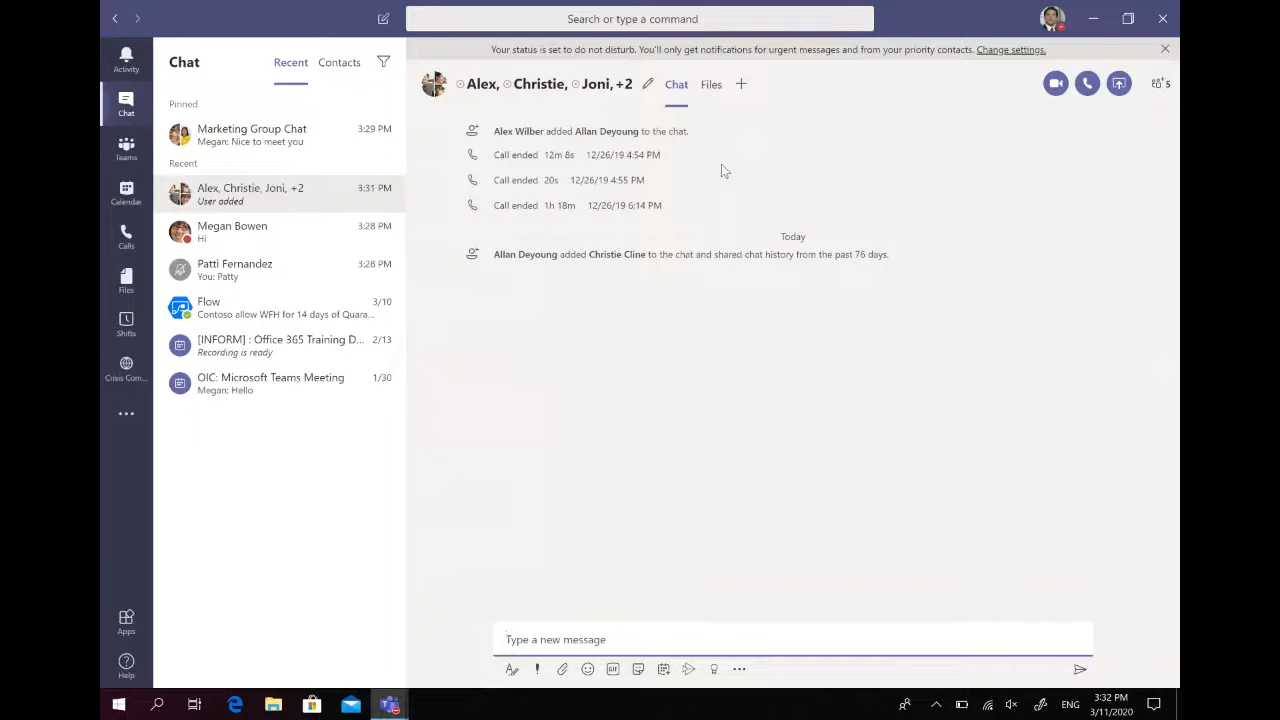 Search or type a command
Your status is set to do not disturb. You'll only get notifications for urgent messages and from your priority contacts. Change settings.
Activity
Chat
Teams
Calendar
Calls
Files
Shifts
Crisis Com...
Apps
Help
Chat
Recent
Contacts
Pinned
Marketing Group Chat 3:29 PM
Megan: Nice to meet you
Recent
Alex, Christie, Joni, +2 3:31 PM
User added
Megan Bowen 3:28 PM
Hi
Patti Fernandez 3:28 PM
You: Patty
Flow 3/10
Contoso allow WFH for 14 days of Quara...
[INFORM] : Office 365 Training D... 2/13
Recording is ready
OIC: Microsoft Teams Meeting 1/30
Megan: Hello
Alex, Christie, Joni, +2 Chat Files 5
Alex Wilber added Allan Deyoung to the chat.
Call ended 12m 8s 12/26/19 4:54 PM
Call ended 20s 12/26/19 4:55 PM
Call ended 1h 18m 12/26/19 6:14 PM
Today
Allan Deyoung added Christie Cline to the chat and shared chat history from the past 76 days.
Type a new message
GIF
ENG
3:32 PM
3/11/2020